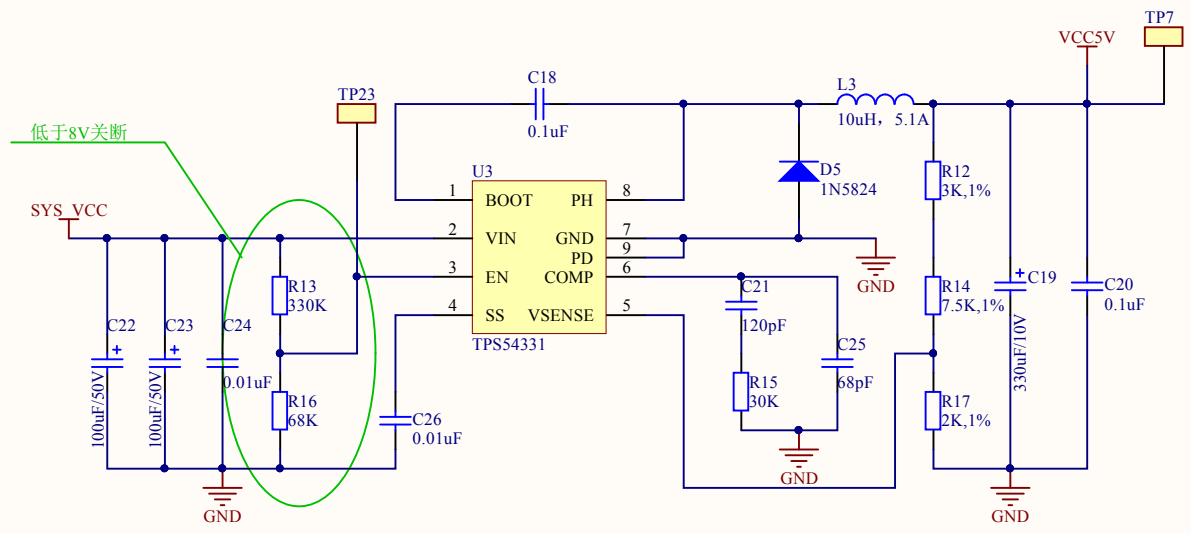 TP7
VCC5V
C18
0.1uF
L3
10uH，5.1A
TP23
低于8V关断
U3
D5
1N5824
R12
3K,1%
1
BOOT
PH
8
SYS_VCC
2
VIN
GND
7
PD
9
3
EN
COMP
6
GND
4
SS
VSENSE
5
TPS54331
R13
330K
C21
120pF
R14
7.5K,1%
C19
330uF/10V
C20
0.1uF
C22
100uF/50V
C23
100uF/50V
C24
0.01uF
C25
68pF
R15
30K
R16
68K
C26
0.01uF
R17
2K,1%
GND
GND
GND